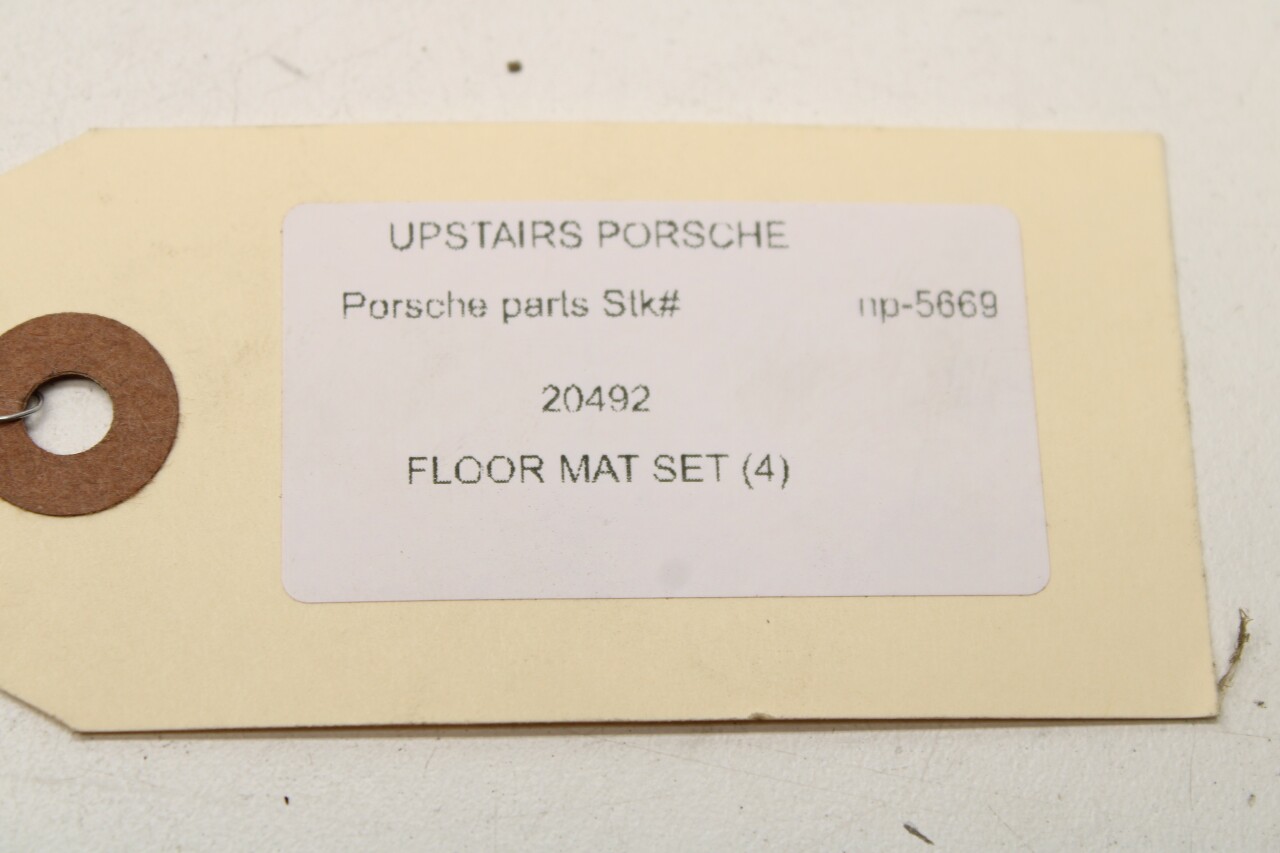 UPSTAIRS PORSCHE
Porsche parts Stk# np-5669
20492
FLOOR MAT SET (4)